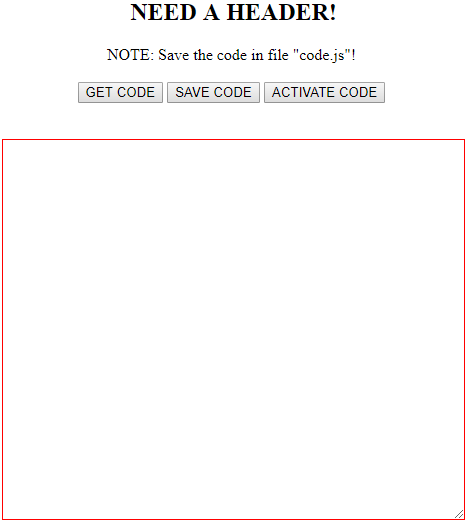 NEED A HEADER!
NOTE: Save the code in file "code.js"!
GET CODE SAVE CODE ACTIVATE CODE